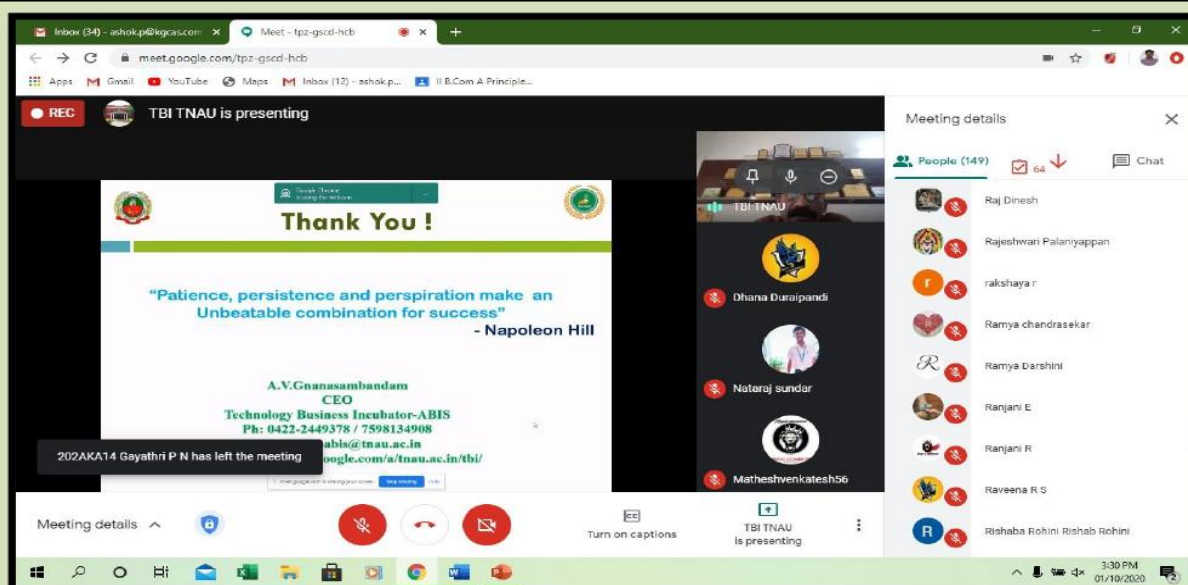 Inbox (34) - ashok.p@kgcas.com
Meet - tpz-gscd-hcb
meet.google.com/tpz-gscd-hcb
Apps Gmail YouTube Maps Inbox (12) - ashok.p... II B.Com A Principle...
REC TBI TNAU is presenting
Thank You !
"Patience, persistence and perspiration make an
Unbeatable combination for success"
- Napoleon Hill
A.V.Gnanasambandam
CEO
Technology Business Incubator-ABIS
Ph: 0422-2449378 / 7598134908
abis@tnau.ac.in
oogle.com/a/tnau.ac.in/tbi/
202AKA14 Gayathri P N has left the meeting
Stop sharing
TBI TNAU
Dhana Duraipandi
Nataraj sundar
Matheshvenkatesh56
Meeting details
People (149) 64 Chat
Raj Dinesh
Rajeshwari Palaniyappan
r rakshaya r
Ramya chandrasekar
R Ramya Darshini
Ranjani E
Ranjani R
Raveena R S
R Rishaba Rohini Rishab Rohini
Meeting details
CC
Turn on captions
TBI TNAU
is presenting
3:30 PM
01/10/2020
2